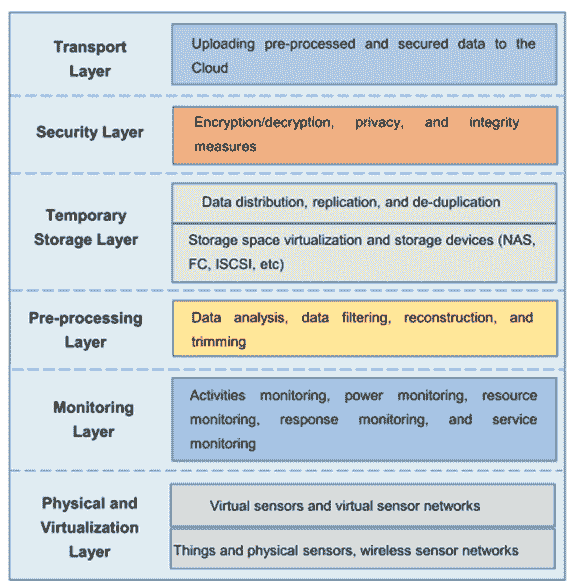 Transport
Layer
Uploading pre-processed and secured data to the
Cloud
Security Layer
Encryption/decryption, privacy, and integrity
measures
Temporary
Storage Layer
Data distribution, replication, and de-duplication
Storage space virtualization and storage devices (NAS,
FC, ISCSI, etc)
Pre-processing
Layer
Data analysis, data filtering, reconstruction, and
trimming
Monitoring
Layer
Activities monitoring, power monitoring, resource
monitoring, response monitoring, and service
monitoring
Physical and
Virtualization
Layer
Virtual sensors and virtual sensor networks
Things and physical sensors, wireless sensor networks